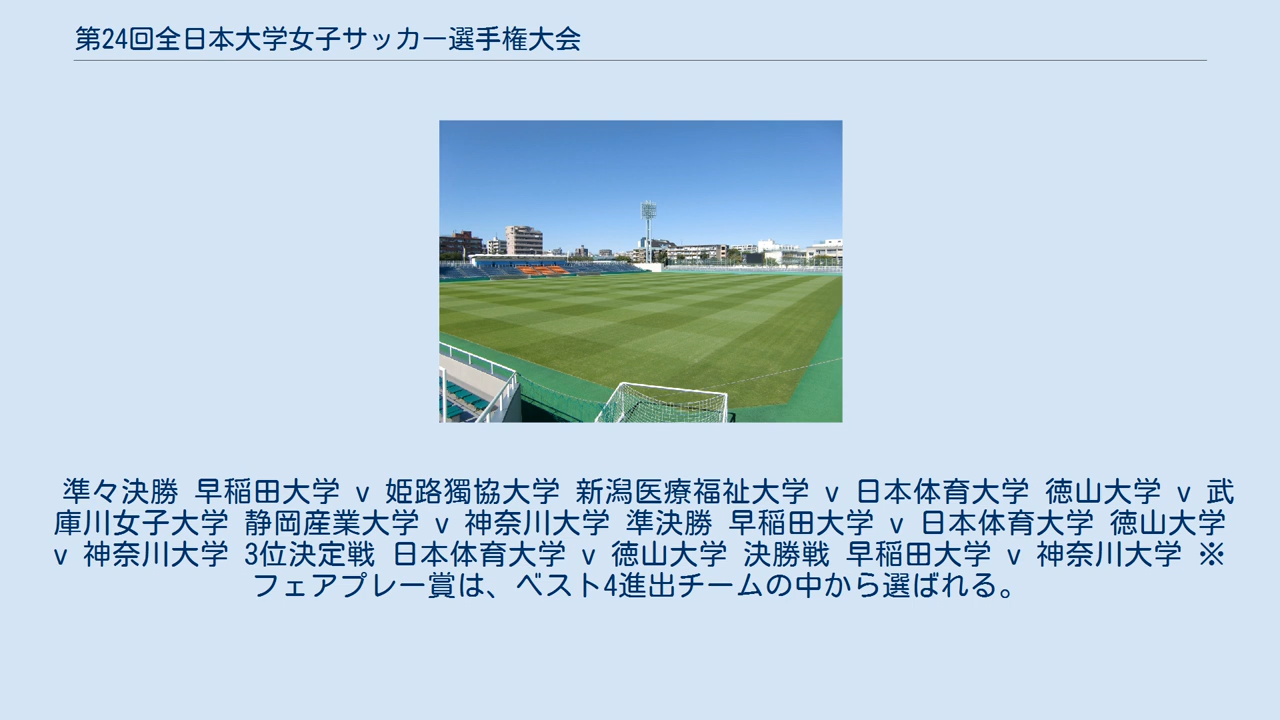 第24回全日本大学女子サッカー選手権大会
準々決勝 早稲田大学 v 姫路獨協大学 新潟医療福祉大学 v 日本体育大学 徳山大学 v 武
庫川女子大学 静岡産業大学 v 神奈川大学 準決勝 早稲田大学 v 日本体育大学 徳山大学
v 神奈川大学 3位決定戦 日本体育大学 v 徳山大学 決勝戦 早稲田大学 v 神奈川大学 ※
フェアプレー賞は、ベスト4進出チームの中から選ばれる。